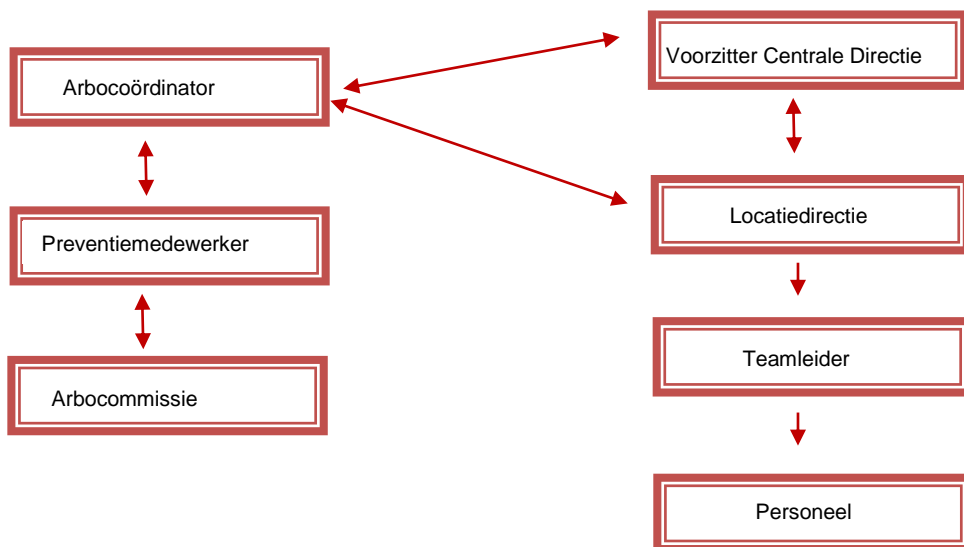 Arbocoördinator
Preventiemedewerker
Arbocommissie
Voorzitter Centrale Directie
Locatiedirectie
Teamleider
Personeel